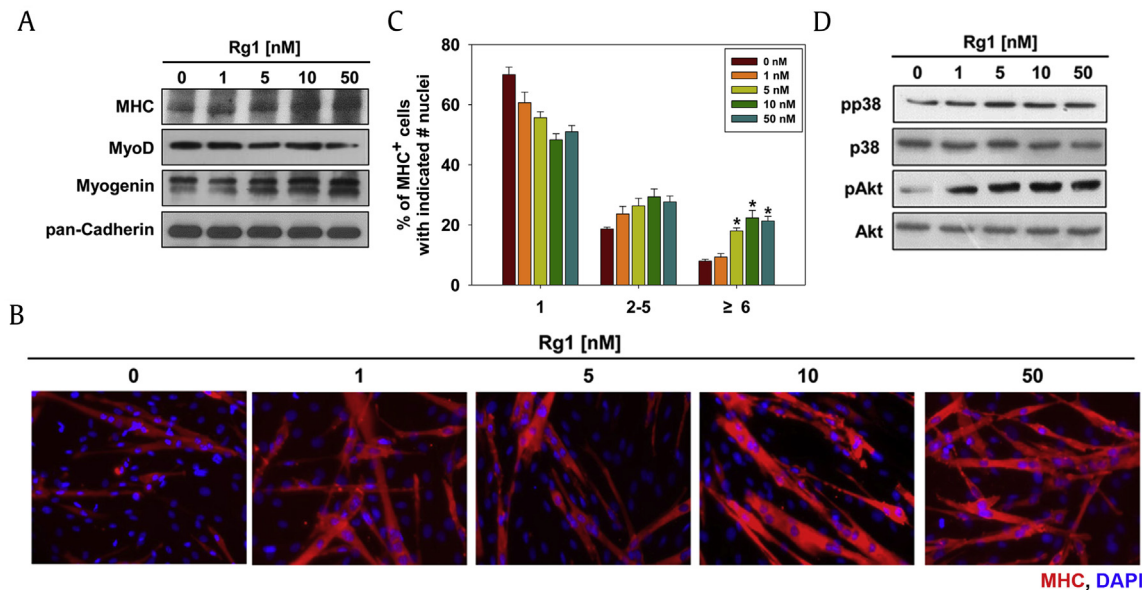 A
Rg1 [nM]
0 1 5 10 50
MHC
MyoD
Myogenin
pan-Cadherin
C
% of MHC+ cells
with indicated # nuclei
80
60
40
20
0
0 nM
1 nM
5 nM
10 nM
50 nM
* * *
1 2-5 ≥ 6
D
Rg1 [nM]
0 1 5 10 50
pp38
p38
pAkt
Akt
B
Rg1 [nM]
0 1 5 10 50
MHC, DAPI